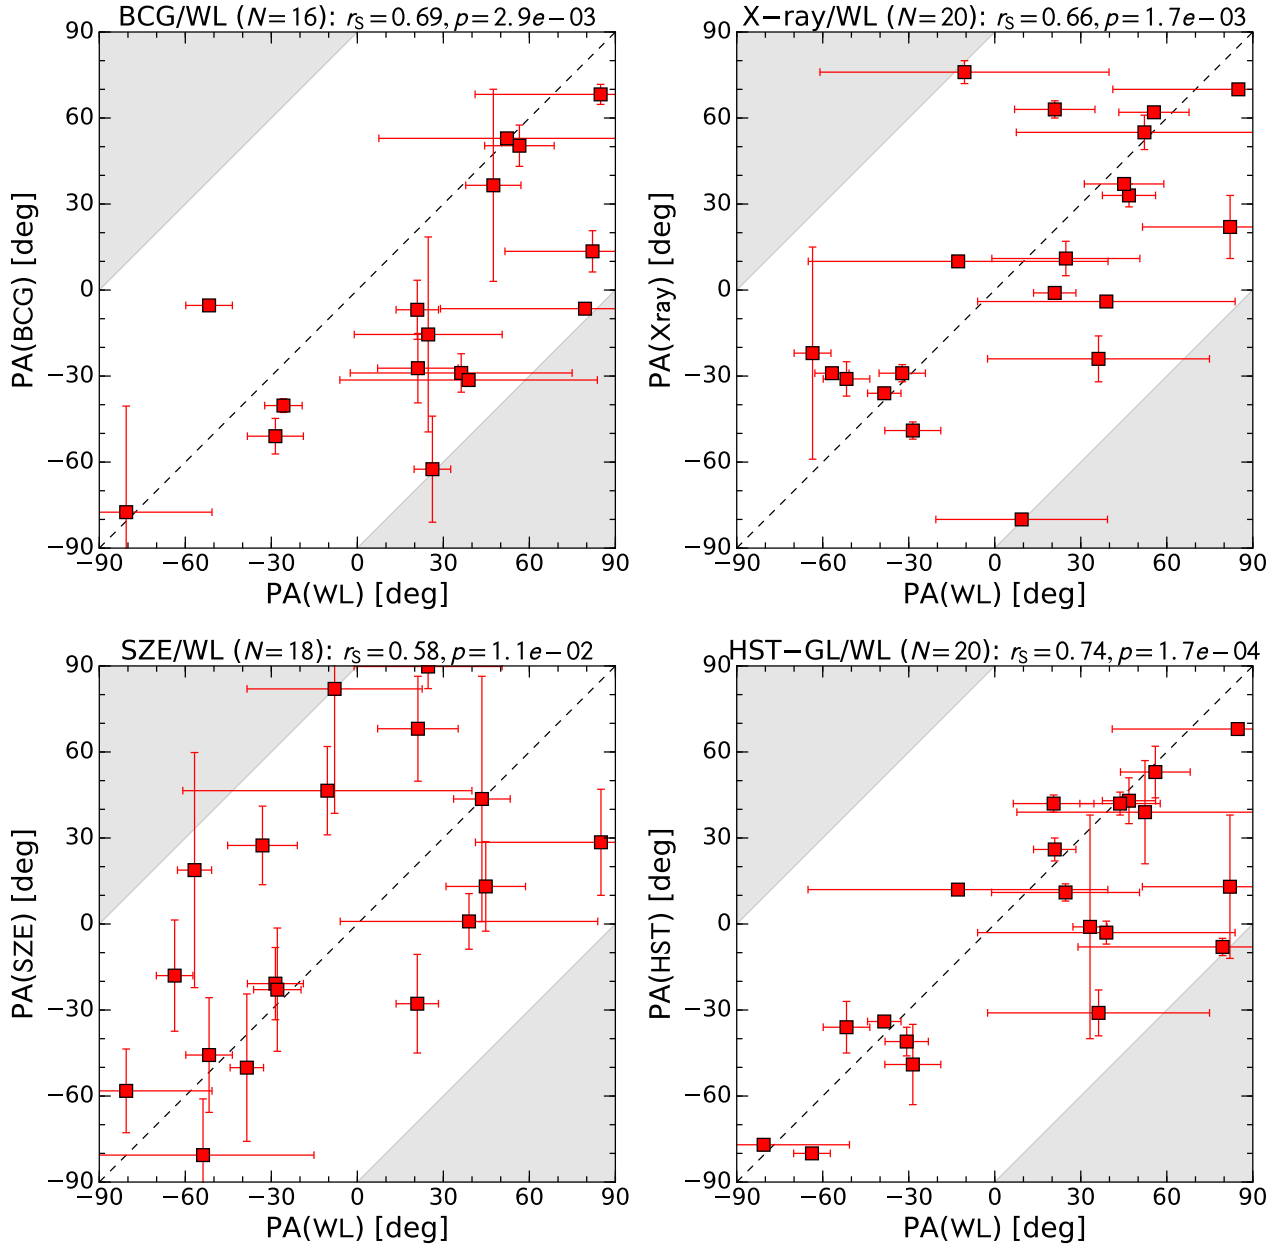 BCG/WL (N=16): rS=0.69, p=2.9e−03
90
60
30
0
−30
−60
−90
PA(BCG) [deg]
−90 −60 −30 0 30 60 90
PA(WL) [deg]
X−ray/WL (N=20): rS=0.66, p=1.7e−03
90
60
30
0
−30
−60
−90
PA(Xray) [deg]
−90 −60 −30 0 30 60 90
PA(WL) [deg]
SZE/WL (N=18): rS=0.58, p=1.1e−02
90
60
30
0
−30
−60
−90
PA(SZE) [deg]
−90 −60 −30 0 30 60 90
PA(WL) [deg]
HST−GL/WL (N=20): rS=0.74, p=1.7e−04
90
60
30
0
−30
−60
−90
PA(HST) [deg]
−90 −60 −30 0 30 60 90
PA(WL) [deg]